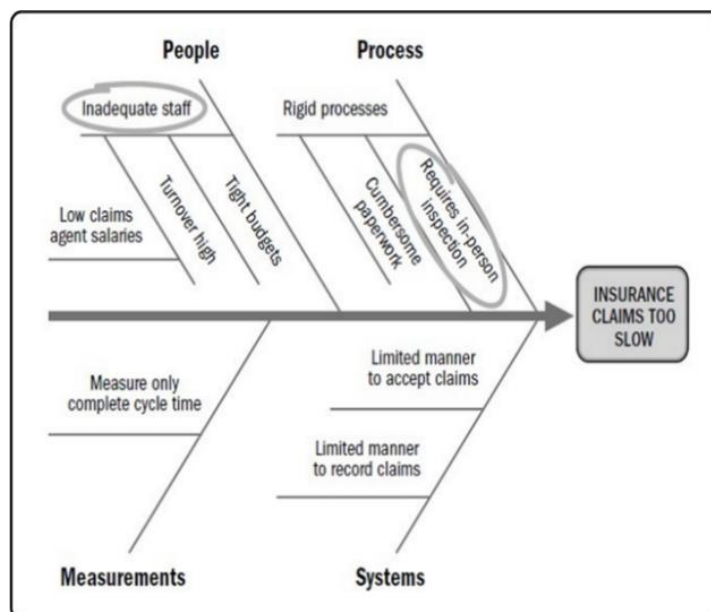 People
Process
Inadequate staff
Rigid processes
Low claims
agent salaries
Turnover high
Tight budgets
Cumbersome
paperwork
Requires in-person
inspection
INSURANCE
CLAIMS TOO
SLOW
Measure only
complete cycle time
Limited manner
to accept claims
Limited manner
to record claims
Measurements
Systems